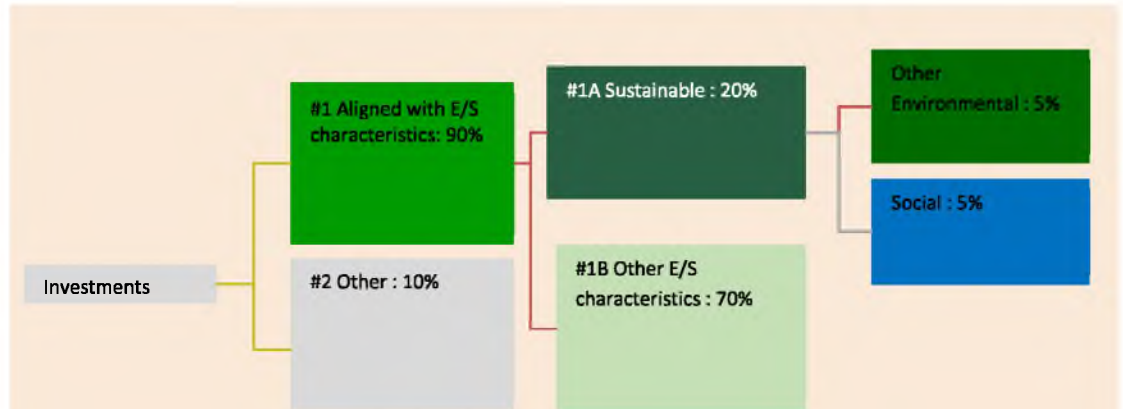 Investments
#1 Aligned with E/S
characteristics: 90%
#2 Other : 10%
#1A Sustainable : 20%
#1B Other E/S
characteristics : 70%
Other
Environmental : 5%
Social : 5%